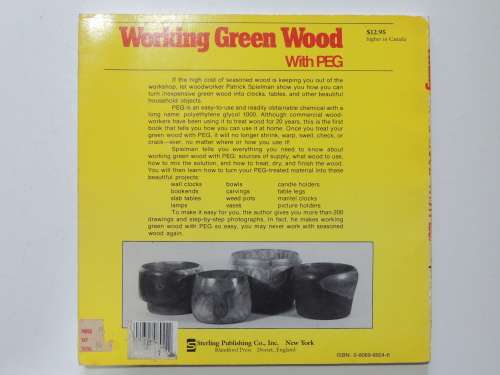 Working Green Wood
With PEG
$12.95
higher in Canada
If the high cost of seasoned wood is keeping you out of the
workshop, let woodworker Patrick Spielman show you how you can
turn inexpensive green wood into clocks, tables, and other beautiful
household objects.
PEG is an easy-to-use and readily obtainable chemical with a
long name: polyethylene glycol 1000. Although commercial wood-
workers have been using it to treat wood for 20 years, this is the first
book that tells you how you can use it at home. Once you treat your
green wood with PEG, it will no longer shrink, warp, swell, check, or
crack—ever, no matter where or how you use it!
Spielman tells you everything you need to know about
working green wood with PEG: sources of supply, what wood to use,
how to mix the solution, and how to treat, dry, and finish the wood.
You will then learn how to turn your PEG-treated material into these
beautiful projects:
wall clocks bowls candle holders
bookends carvings table legs
slab tables weed pots mantel clocks
lamps vases picture holders
To make it easy for you, the author gives you more than 200
drawings and step-by-step photographs. In fact, he makes working
green wood with PEG so easy, you may never work with seasoned
wood again.
Sterling Publishing Co., Inc. New York
Blandford Press Dorset, England